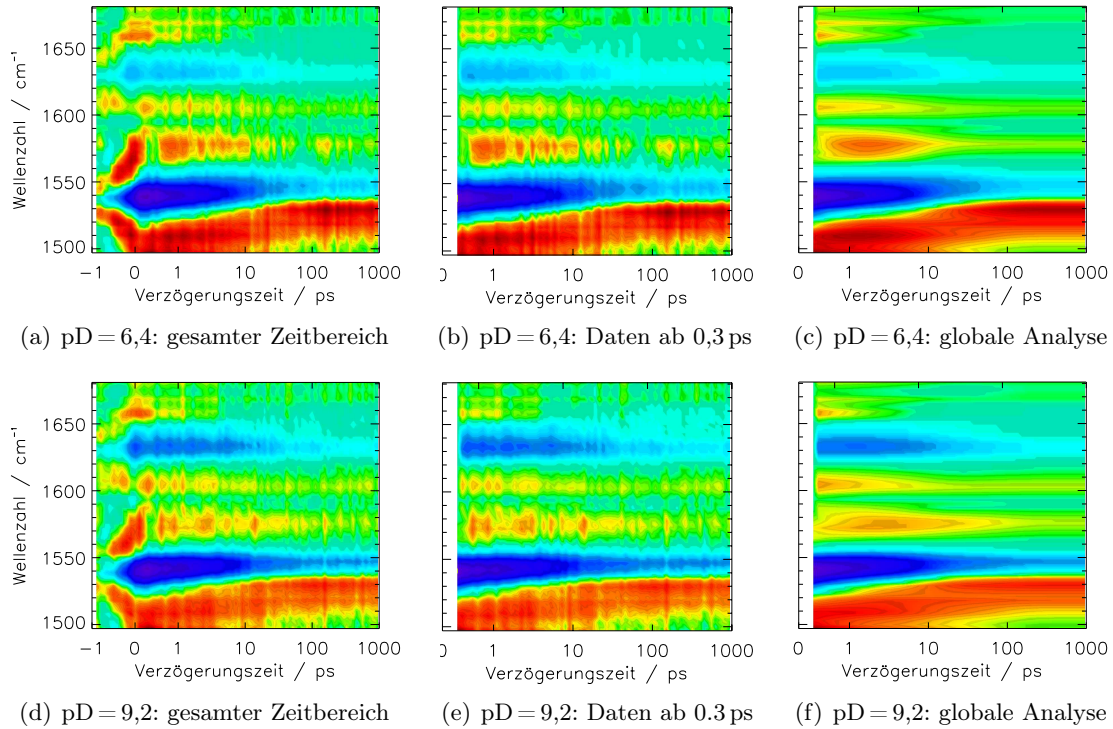 1650
1600
1550
1500
Wellenzahl / cm⁻¹
-1 0 1 10 100 1000
0 1 10 100 1000
0 1 10 100 1000
Verzögerungszeit / ps
Verzögerungszeit / ps
Verzögerungszeit / ps
(a) pD = 6,4: gesamter Zeitbereich
(b) pD = 6,4: Daten ab 0,3 ps
(c) pD = 6,4: globale Analyse
1650
1600
1550
1500
Wellenzahl / cm⁻¹
-1 0 1 10 100 1000
0 1 10 100 1000
0 1 10 100 1000
Verzögerungszeit / ps
Verzögerungszeit / ps
Verzögerungszeit / ps
(d) pD = 9,2: gesamter Zeitbereich
(e) pD = 9,2: Daten ab 0.3 ps
(f) pD = 9,2: globale Analyse